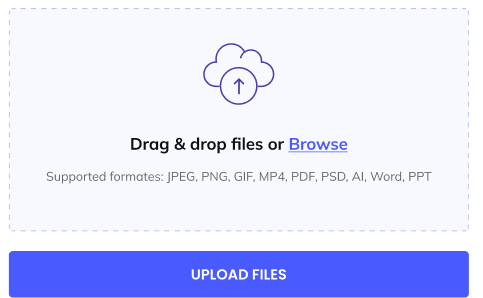 Drag & drop files or Browse
Supported formates: JPEG, PNG, GIF, MP4, PDF, PSD, AI, Word, PPT
UPLOAD FILES